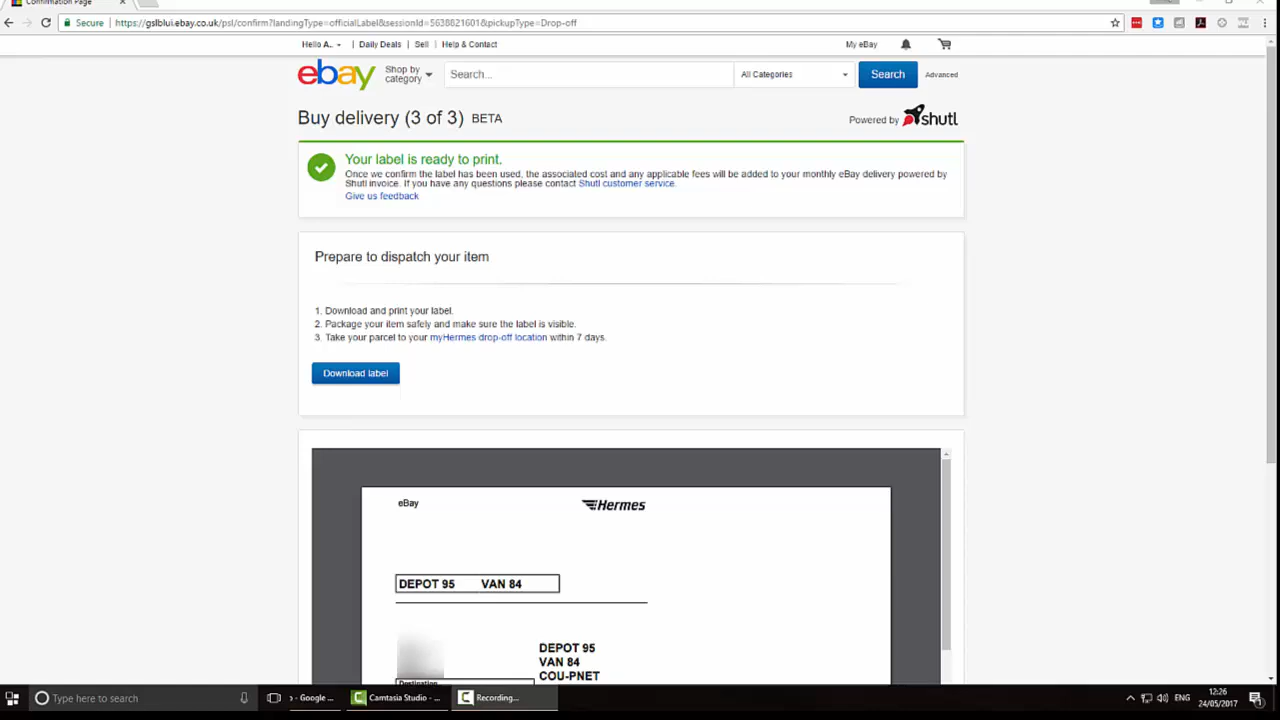 Confirmation Page
Secure https://gslblui.ebay.co.uk/psl/confirm?landingType=officialLabel&sessionId=5638821601&pickupType=Drop-off
Hello A.. Daily Deals Sell Help & Contact My eBay
ebay Shop by category Search... All Categories Search Advanced
Buy delivery (3 of 3) BETA Powered by shutl
Your label is ready to print.
Once we confirm the label has been used, the associated cost and any applicable fees will be added to your monthly eBay delivery powered by
Shutl invoice. If you have any questions please contact Shutl customer service.
Give us feedback
Prepare to dispatch your item
1. Download and print your label.
2. Package your item safely and make sure the label is visible.
3. Take your parcel to your myHermes drop-off location within 7 days.
Download label
eBay Hermes
DEPOT 95 VAN 84
DEPOT 95
VAN 84
COU-PNET
Destination
Type here to search - Google ... Camtasia Studio - ... Recording... ENG 12:26
24/05/2017